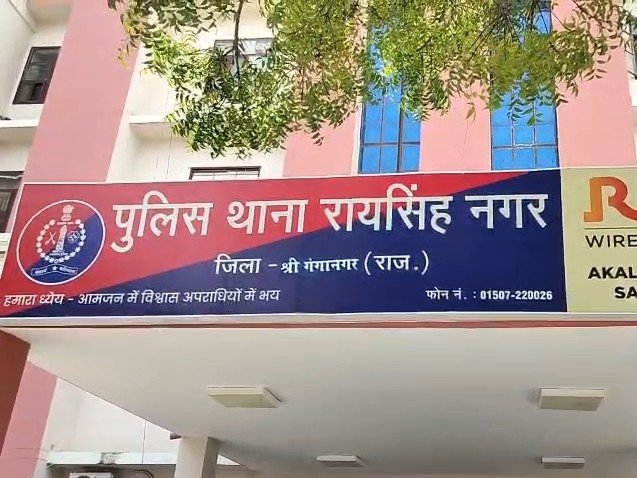 पुलिस थाना रायसिंह नगर
जिला - श्री गंगानगर (राज.)
हमारा ध्येय - आमजन में विश्वास अपराधियों में भय
फोन नं. : 01507-220026
R
WIRE
AKAL
SA